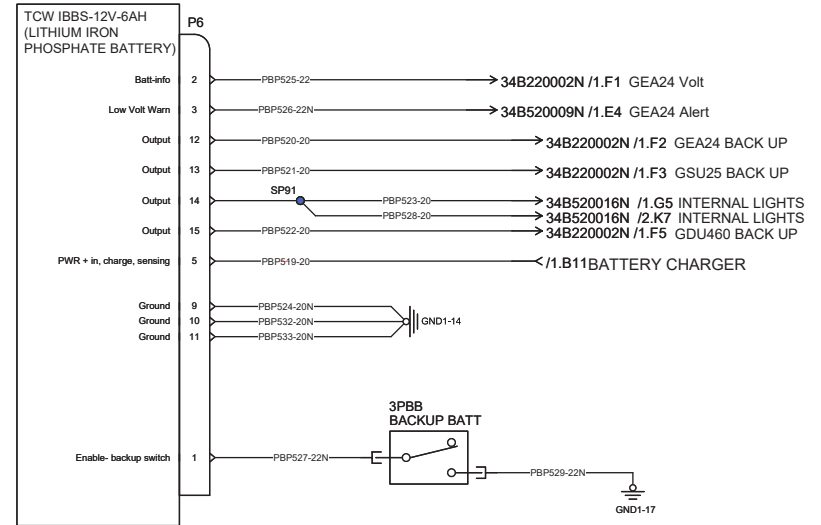 TCW IBBS-12V-6AH
(LITHIUM IRON
PHOSPHATE BATTERY)
P6
Batt-info 2 PBP525-22 34B220002N /1.F1 GEA24 Volt
Low Volt Warn 3 PBP526-22N 34B520009N /1.E4 GEA24 Alert
Output 12 PBP520-20 34B220002N /1.F2 GEA24 BACK UP
Output 13 PBP521-20 34B220002N /1.F3 GSU25 BACK UP
SP91
Output 14 PBP523-20 34B520016N /1.G5 INTERNAL LIGHTS
PBP528-20 34B520016N /2.K7 INTERNAL LIGHTS
Output 15 PBP522-20 34B220002N /1.F5 GDU460 BACK UP
PWR + in, charge, sensing 5 PBP519-20 /1.B11 BATTERY CHARGER
Ground 9 PBP524-20N
Ground 10 PBP532-20N GND1-14
Ground 11 PBP533-20N
3PBB
BACKUP BATT
Enable- backup switch 1 PBP527-22N
PBP529-22N
GND1-17